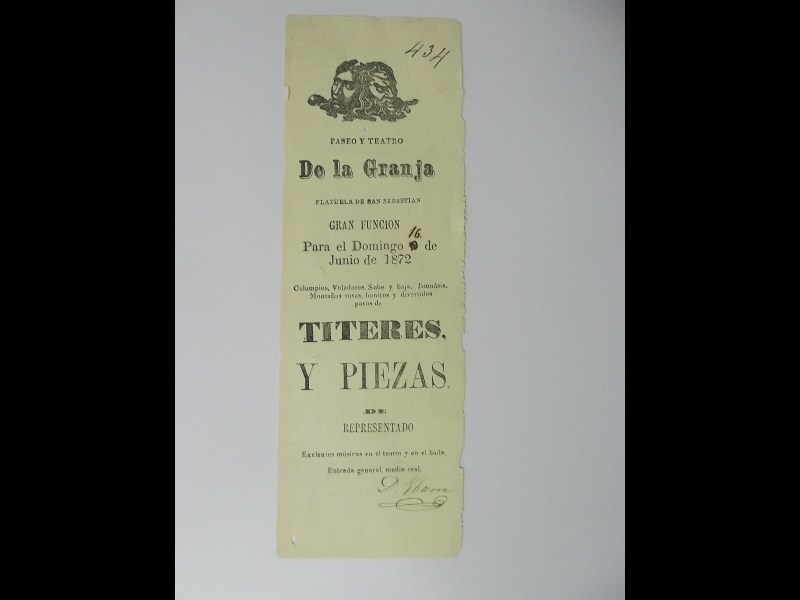 434
PASEO Y TEATRO
De la Granja
PLAZUELA DE SAN SEBASTIAN
GRAN FUNCION
16.
Para el Domingo 9 de
Junio de 1872
Columpios, Voladores, Sube y baja, Jimnásia,
Montañas rusas, bonitos y divertidos
pasos de
TITERES,
Y PIEZAS.
DE
REPRESENTADO
Exelentes músicas en el teatro y en el baile.
Entrada general, medio real.